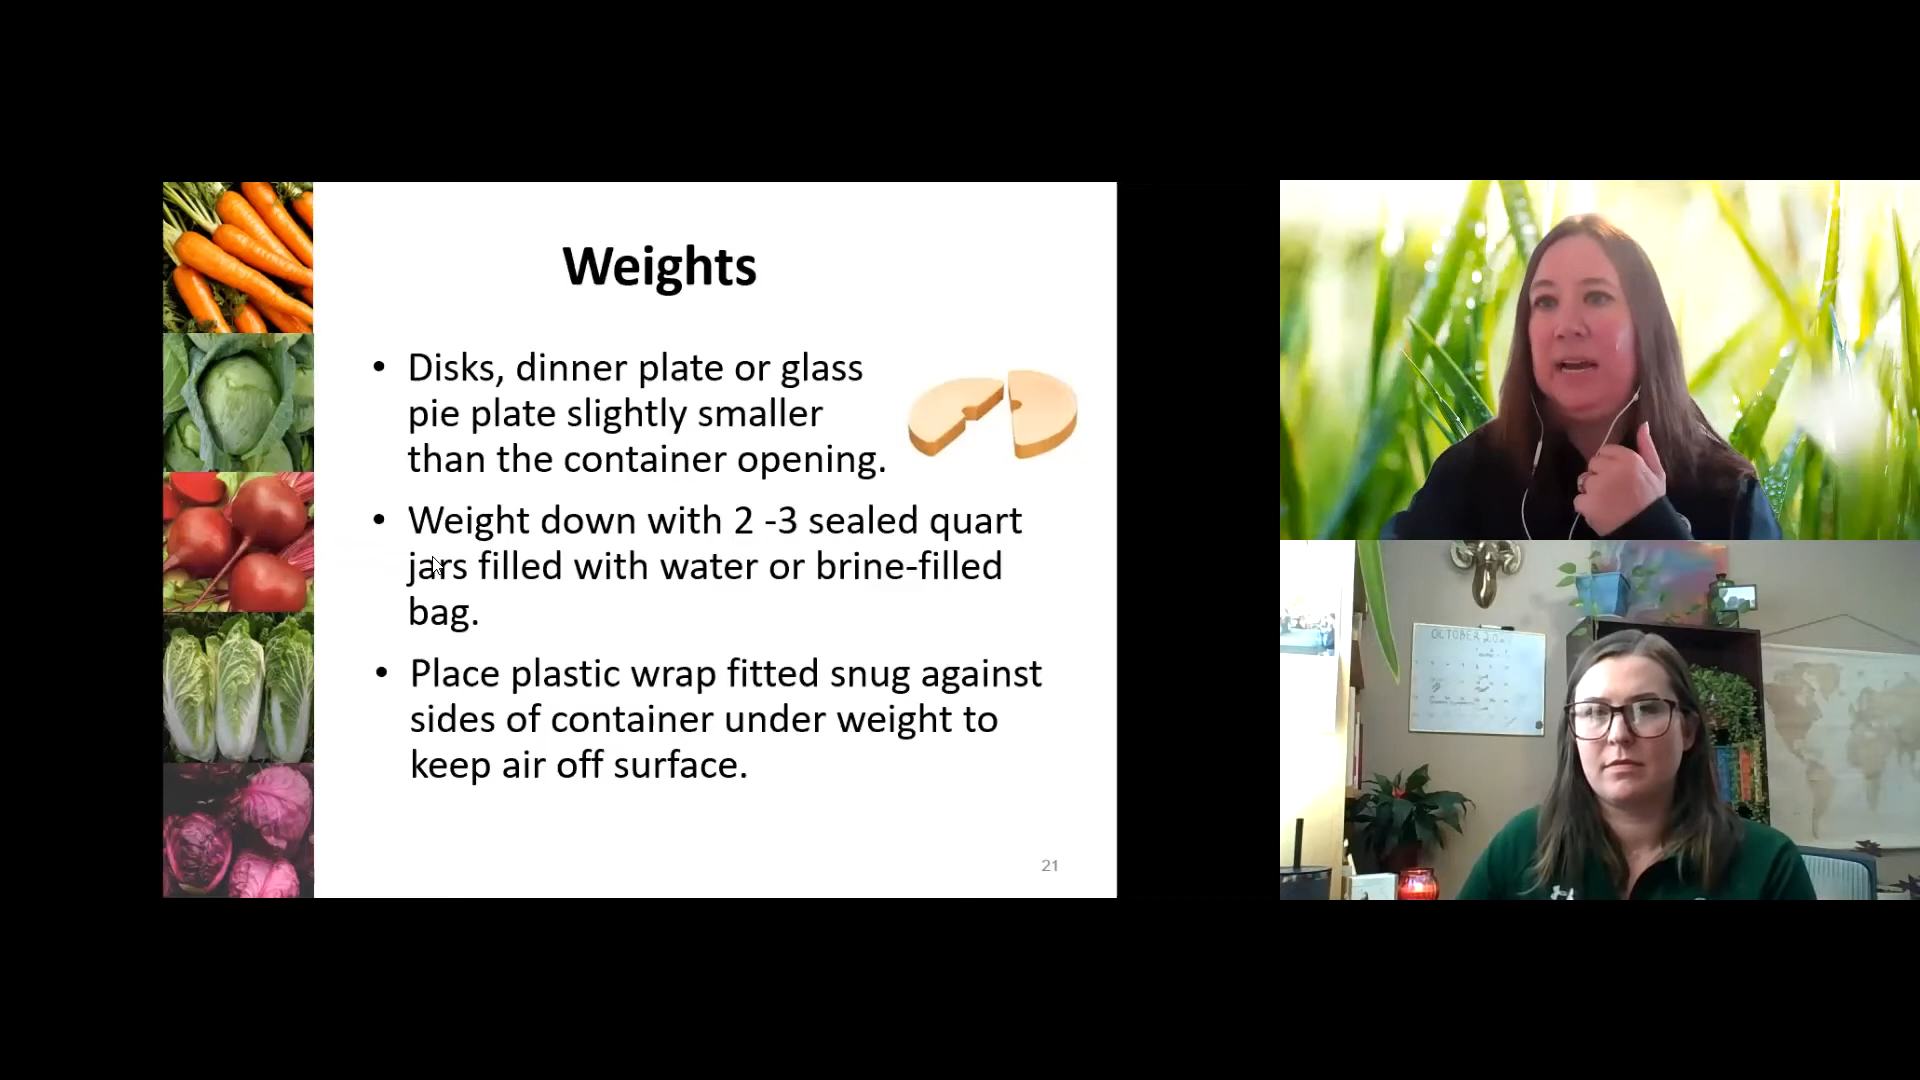 Weights
• Disks, dinner plate or glass
pie plate slightly smaller
than the container opening.
• Weight down with 2 -3 sealed quart
jars filled with water or brine-filled
bag.
• Place plastic wrap fitted snug against
sides of container under weight to
keep air off surface.
21
OCTOBER